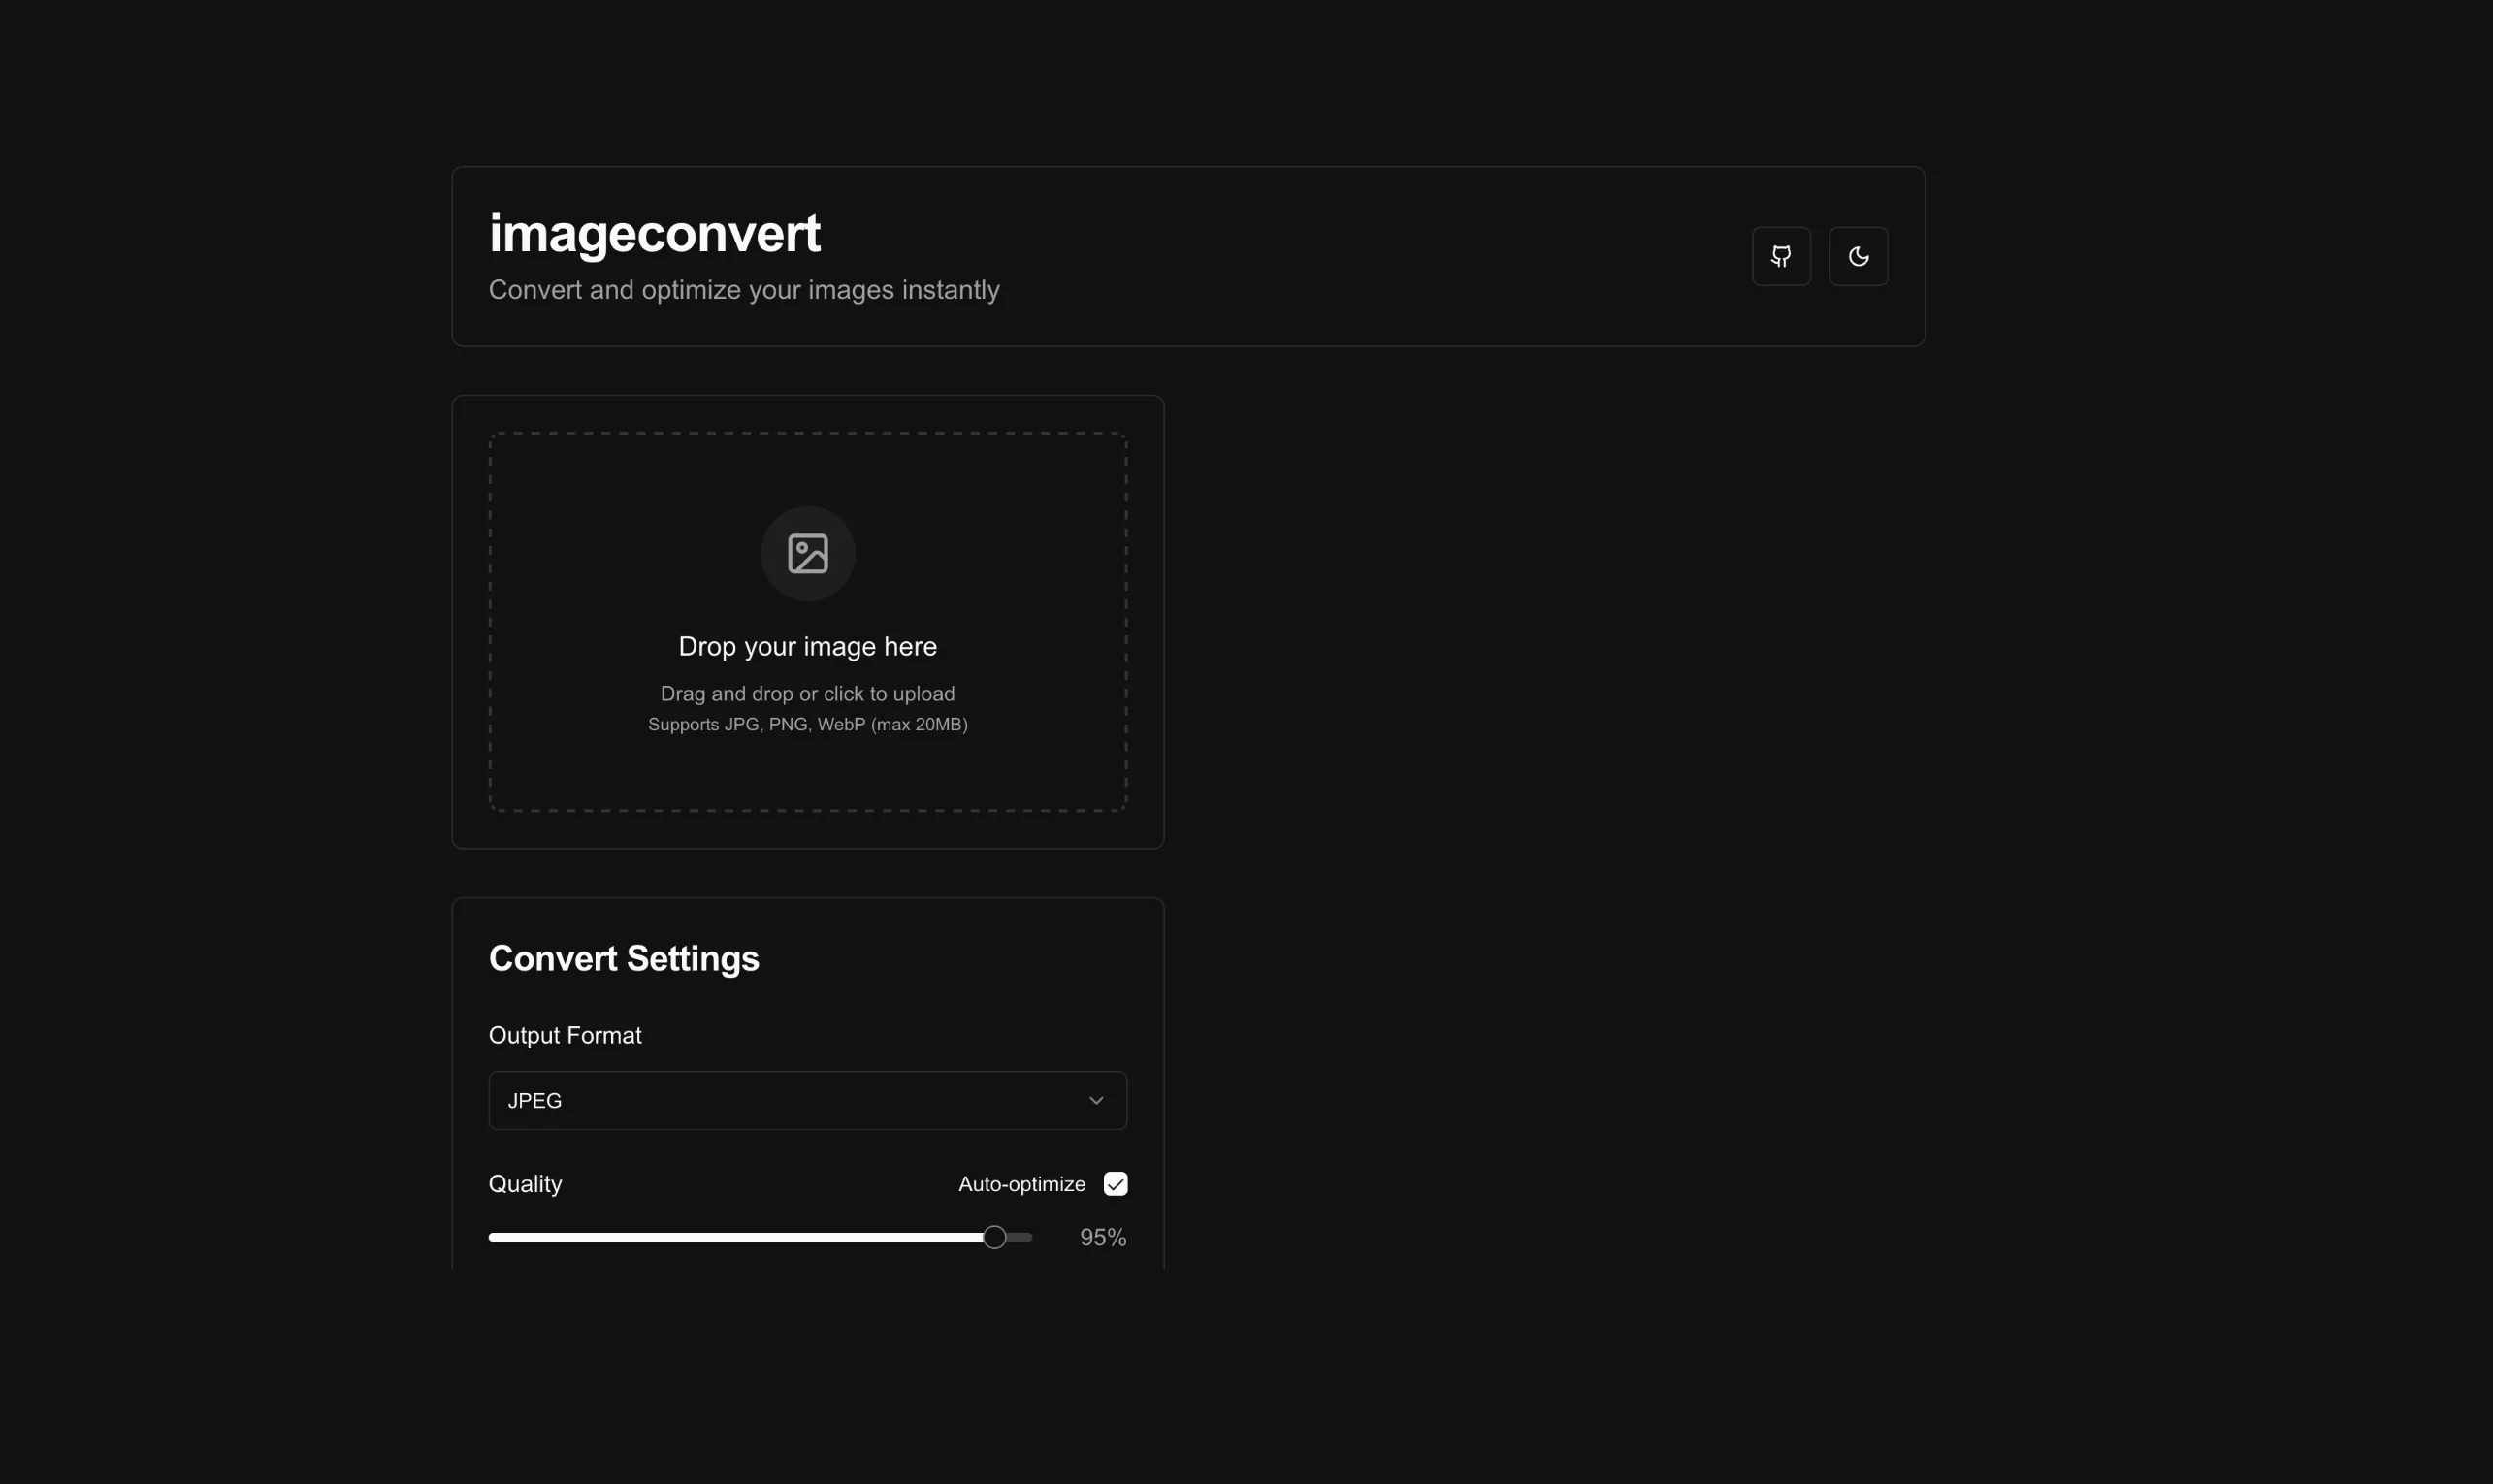 imageconvert
Convert and optimize your images instantly
Drop your image here
Drag and drop or click to upload
Supports JPG, PNG, WebP (max 20MB)
Convert Settings
Output Format
JPEG
Quality
Auto-optimize
95%